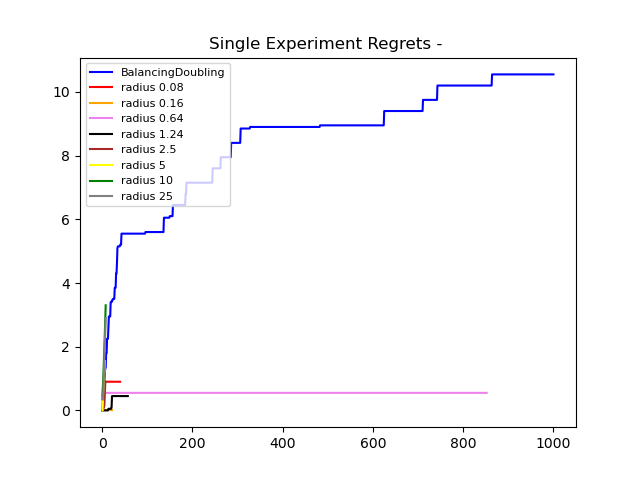 Single Experiment Regrets -
BalancingDoubling
radius 0.08
radius 0.16
radius 0.64
radius 1.24
radius 2.5
radius 5
radius 10
radius 25
10
8
6
4
2
0
0 200 400 600 800 1000